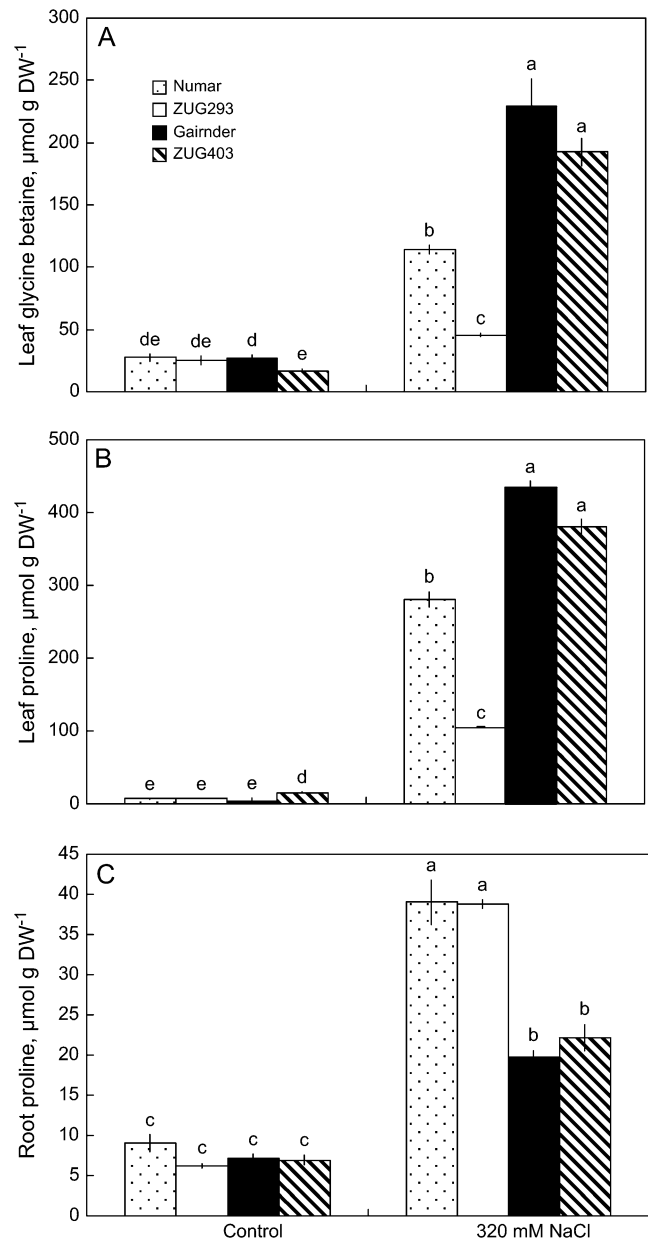 A
Leaf glycine betaine, µmol g DW⁻¹
300
250
200
150
100
50
0
Numar
ZUG293
Gairnder
ZUG403
de
de
d
e
b
c
a
a
B
Leaf proline, µmol g DW⁻¹
500
400
300
200
100
0
e
e
e
d
b
c
a
a
C
Root proline, µmol g DW⁻¹
45
40
35
30
25
20
15
10
5
0
c
c
c
c
a
a
b
b
Control
320 mM NaCl